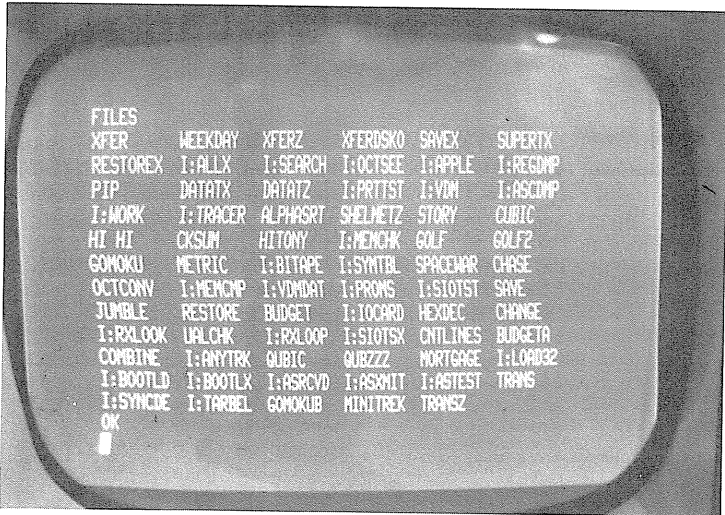 FILES
XFER WEEKDAY XFERZ XFERDSKO SAVEX SUPERTX
RESTOREX I:ALLX I:SEARCH I:OCTSEE I:APPLE I:REGDMP
PIP DATATX DATATZ I:PRTTST I:VDM I:ASCDMP
I:WORK I:TRACER ALPHASRT SHELMETZ STORY CUBIC
HI HI CKSUM HITONY I:MEMCHK GOLF GOLF2
GOMOKU METRIC I:BITAPE I:SYMTBL SPACEWAR CHASE
OCTCONV I:MEMCMP I:VDMDAT I:PROMS I:SIOTST SAVE
JUMBLE RESTORE BUDGET I:IOCARD HEXDEC CHANGE
I:RXLOOK VALCHK I:RXLOOP I:SIOTSX CNTLINES BUDGETA
COMBINE I:ANYTRK QUBIC QUBZZZ MORTGAGE I:LOAD32
I:BOOTLD I:BOOTLX I:ASRCVD I:ASXMIT I:ASTEST TRANS
I:SYNCDE I:TARBEL GOMOKUB MINITREK TRANSZ
OK